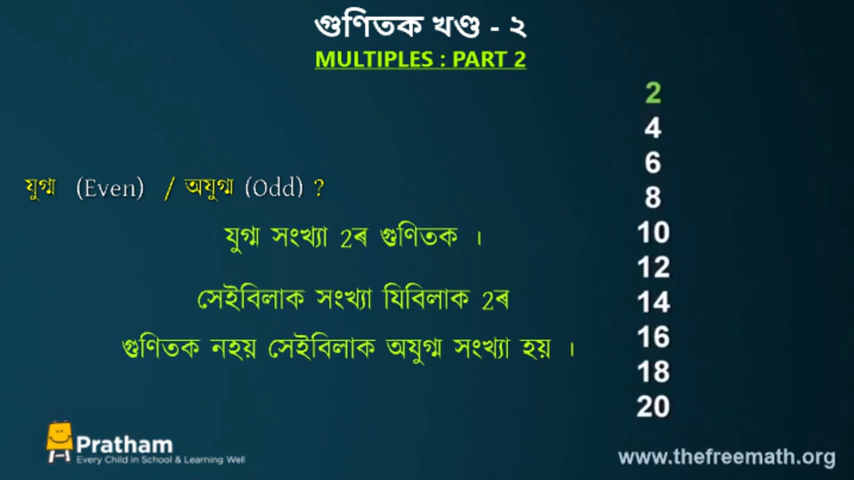 গুণিতক খণ্ড - ২
MULTIPLES : PART 2
যুগ্ম (Even) / অযুগ্ম (Odd) ?
যুগ্ম সংখ্যা 2ৰ গুণিতক ।
সেইবিলাক সংখ্যা যিবিলাক 2ৰ
গুণিতক নহয় সেইবিলাক অযুগ্ম সংখ্যা হয় ।
2
4
6
8
10
12
14
16
18
20
Pratham
Every Child in School & Learning Well
www.thefreemath.org